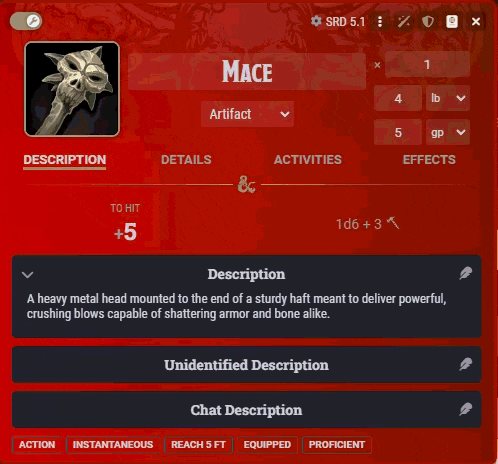 SRD 5.1
MACE
× 1
Artifact
4 lb
5 gp
DESCRIPTION DETAILS ACTIVITIES EFFECTS
TO HIT
+5
1d6 + 3
Description
A heavy metal head mounted to the end of a sturdy haft meant to deliver powerful,
crushing blows capable of shattering armor and bone alike.
Unidentified Description
Chat Description
ACTION INSTANTANEOUS REACH 5 FT EQUIPPED PROFICIENT